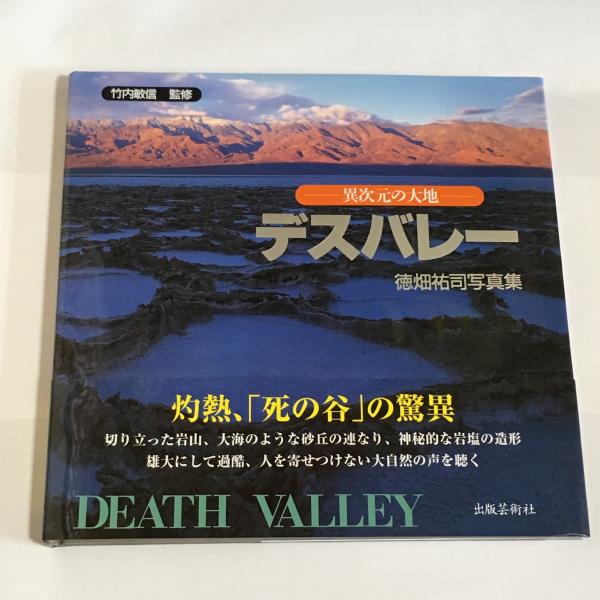 竹内敏信 監修
異次元の大地
デスバレー
徳畑祐司写真集
灼熱、「死の谷」の驚異
切り立った岩山、大海のような砂丘の連なり、神秘的な岩塩の造形
雄大にして過酷、人を寄せつけない大自然の声を聴く
DEATH VALLEY
出版芸術社